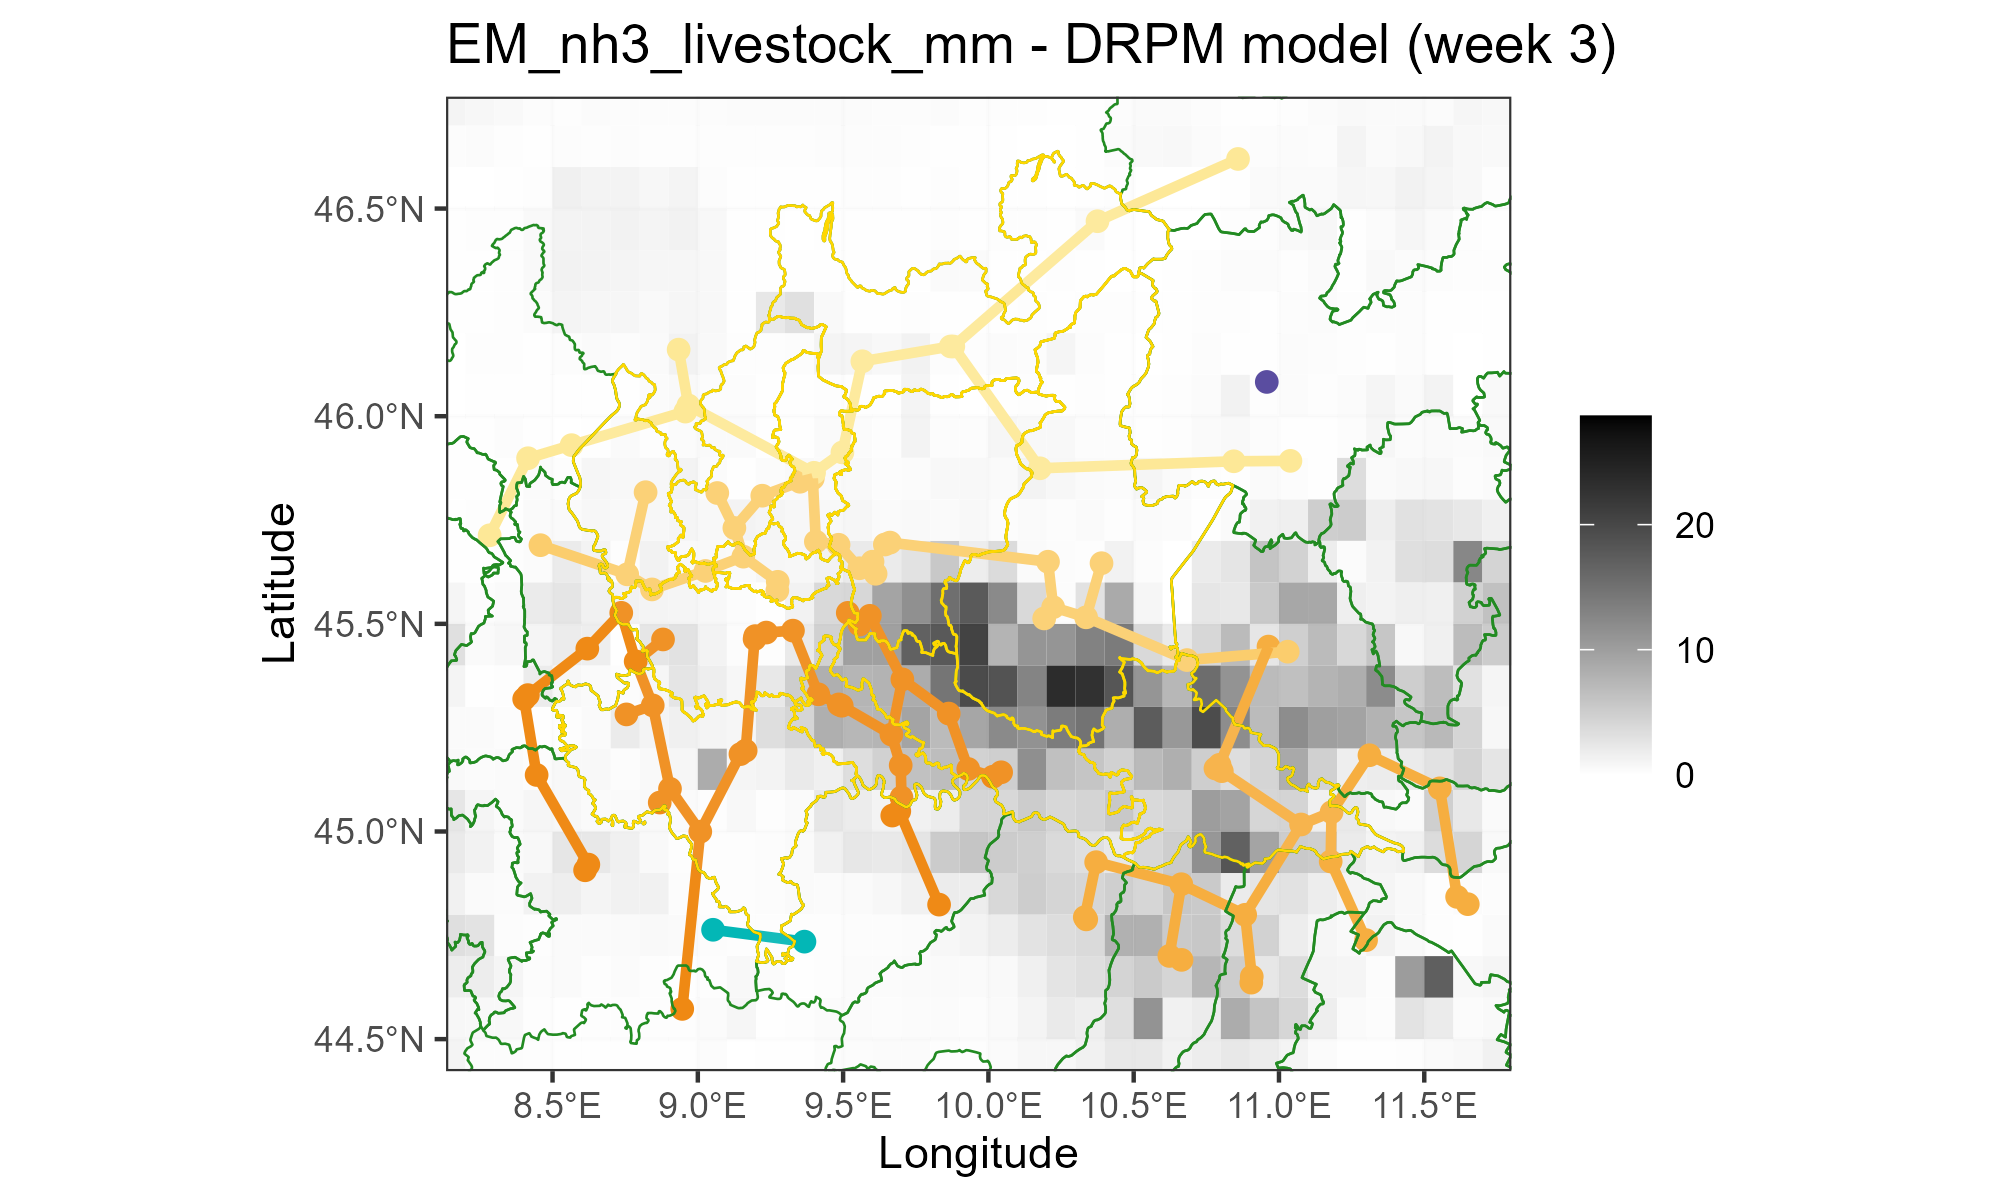 EM_nh3_livestock_mm - DRPM model (week 3)
46.5°N
46.0°N
45.5°N
45.0°N
44.5°N
Latitude
8.5°E 9.0°E 9.5°E 10.0°E 10.5°E 11.0°E 11.5°E
Longitude
20
10
0